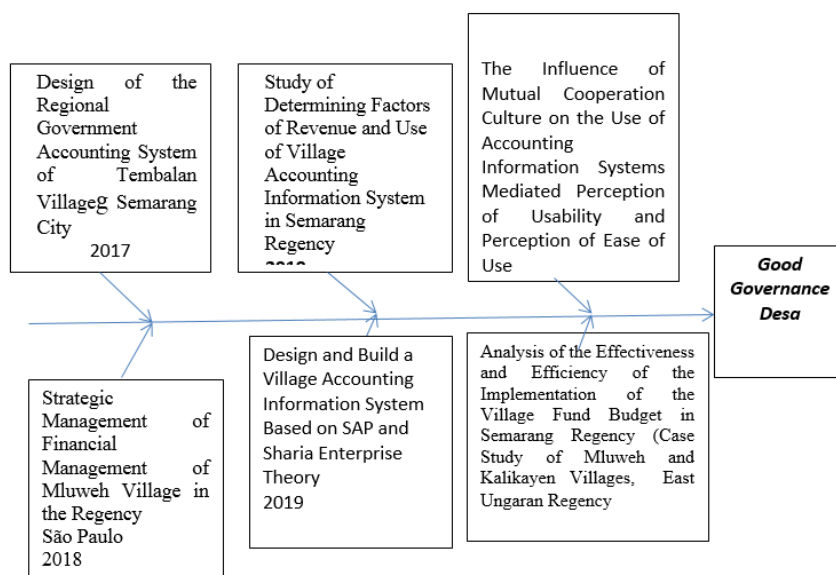 Design of the
Regional
Government
Accounting System
of Tembalan
Villageg Semarang
City
2017
Study of
Determining Factors
of Revenue and Use
of Village
Accounting
Information System
in Semarang
Regency
The Influence of
Mutual Cooperation
Culture on the Use of
Accounting
Information Systems
Mediated Perception
of Usability and
Perception of Ease of
Use
Good
Governance
Desa
Strategic
Management of
Financial
Management of
Mluweh Village in
the Regency
São Paulo
2018
Design and Build a
Village Accounting
Information System
Based on SAP and
Sharia Enterprise
Theory
2019
Analysis of the Effectiveness
and Efficiency of the
Implementation of the
Village Fund Budget in
Semarang Regency (Case
Study of Mluweh and
Kalikayen Villages, East
Ungaran Regency